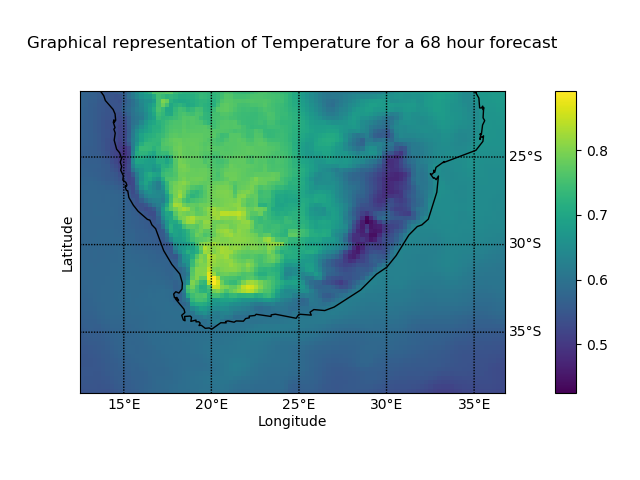 Graphical representation of Temperature for a 68 hour forecast
Latitude
25°S
30°S
35°S
15°E 20°E 25°E 30°E 35°E
Longitude
0.8
0.7
0.6
0.5